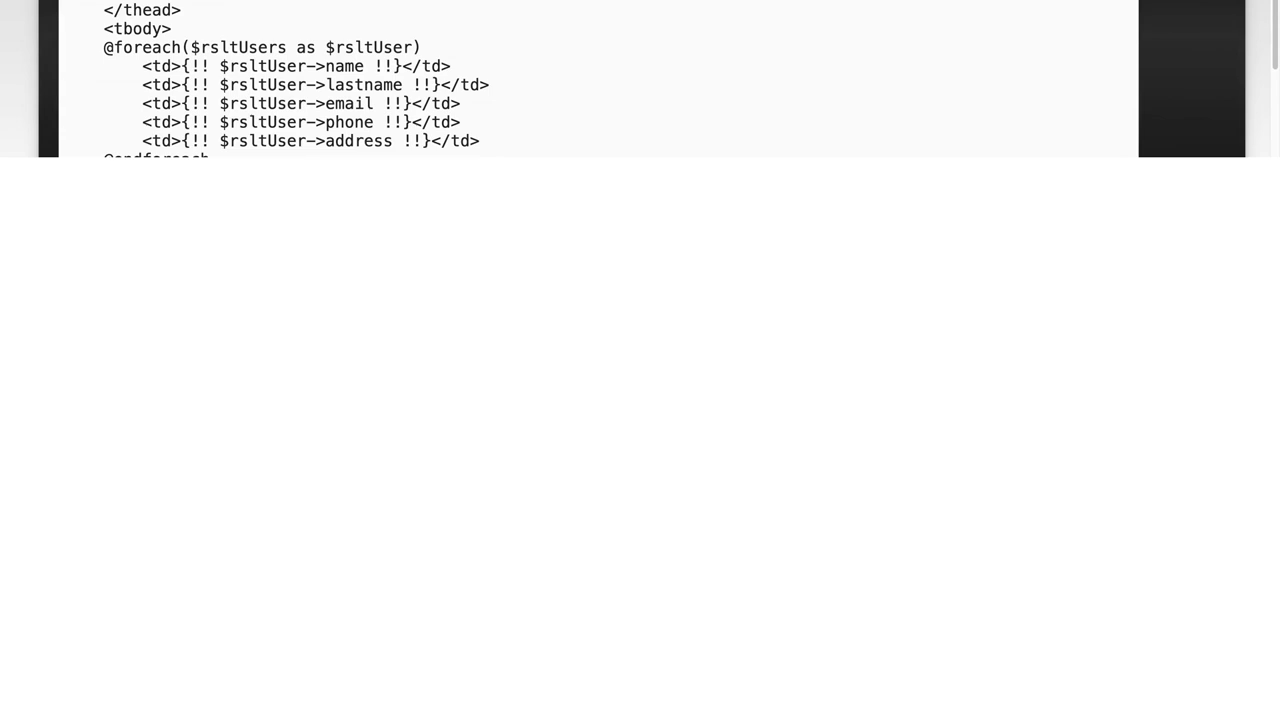 </thead>
<tbody>
@foreach($rsltUsers as $rsltUser)
<td>{!! $rsltUser->name !!}</td>
<td>{!! $rsltUser->lastname !!}</td>
<td>{!! $rsltUser->email !!}</td>
<td>{!! $rsltUser->phone !!}</td>
<td>{!! $rsltUser->address !!}</td>
@endforeach